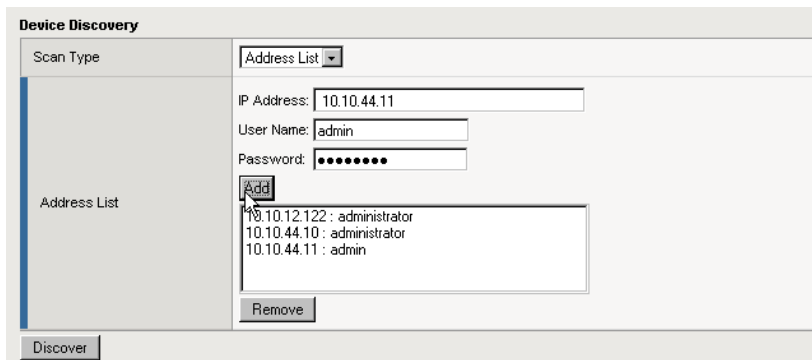 Device Discovery
Scan Type
Address List
IP Address: 10.10.44.11
User Name: admin
Password: ●●●●●●●●
Add
Address List
10.10.12.122 : administrator
10.10.44.10 : administrator
10.10.44.11 : admin
Remove
Discover